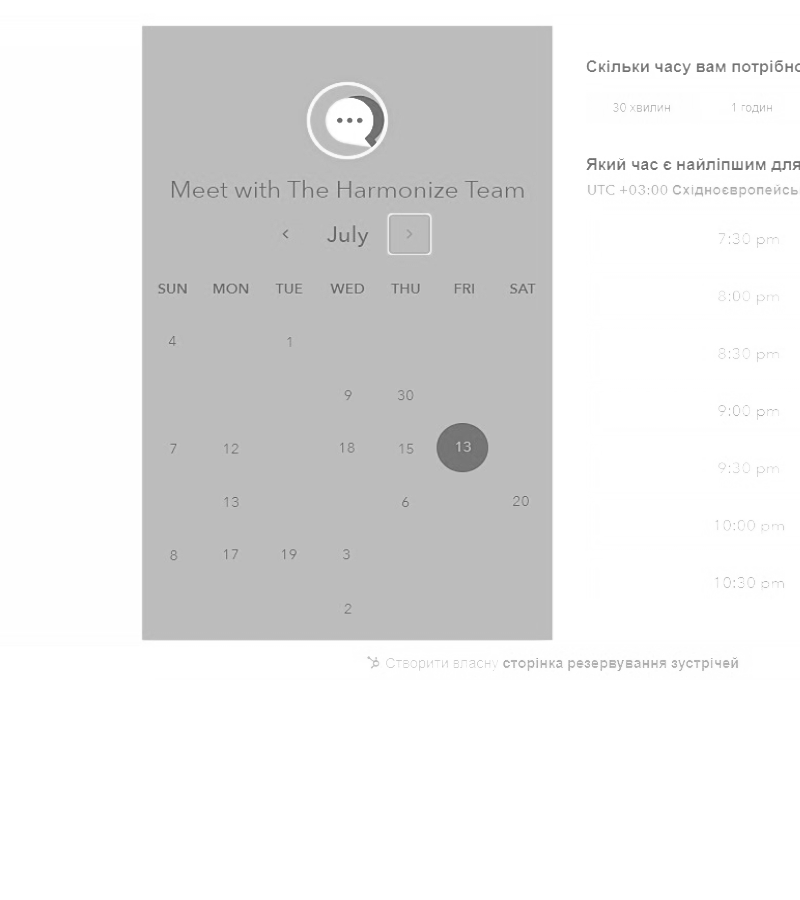 Meet with The Harmonize Team
July
SUN MON TUE WED THU FRI SAT
4 1
9 30
7 12 18 15 13
13 6 20
8 17 19 3
2
Скільки часу вам потрібно
30 хвилин 1 годин
Який час є найліпшим для
UTC +03:00 Східноєвропейсь
7:30 pm
8:00 pm
8:30 pm
9:00 pm
9:30 pm
10:00 pm
10:30 pm
Створити власну сторінка резервування зустрічей